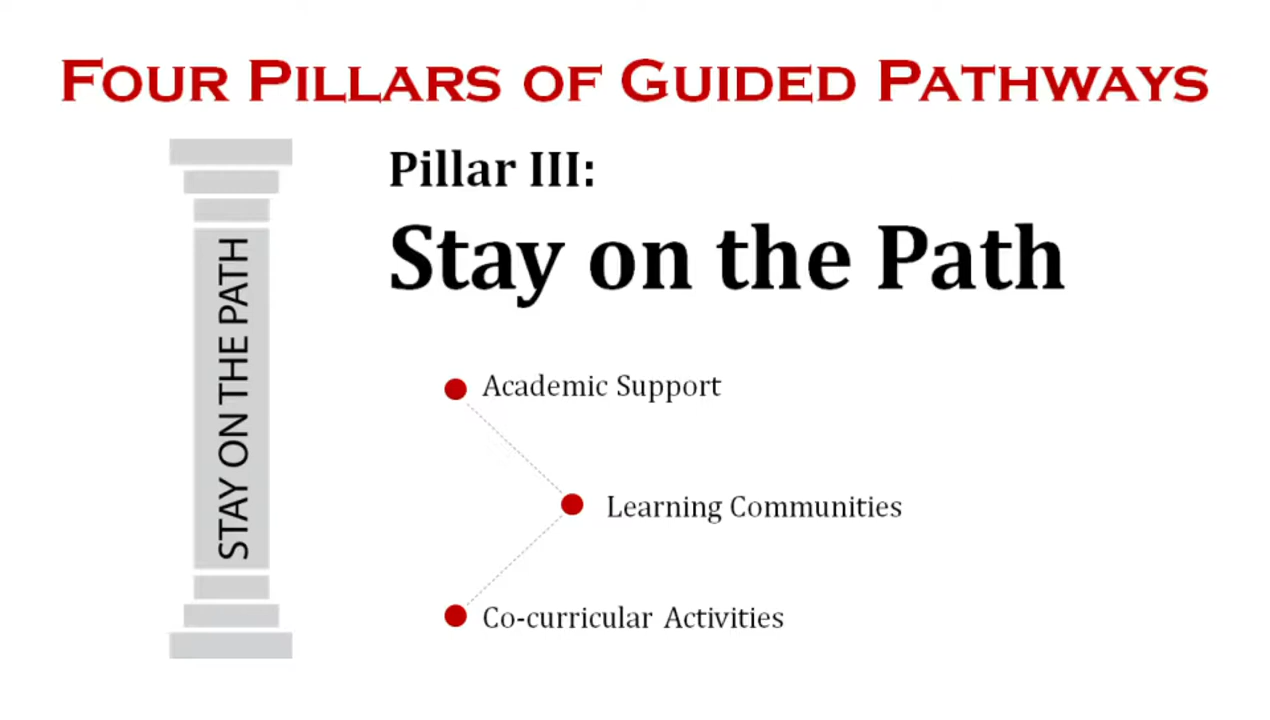 FOUR PILLARS OF GUIDED PATHWAYS
STAY ON THE PATH
Pillar III:
Stay on the Path
Academic Support
Learning Communities
Co-curricular Activities